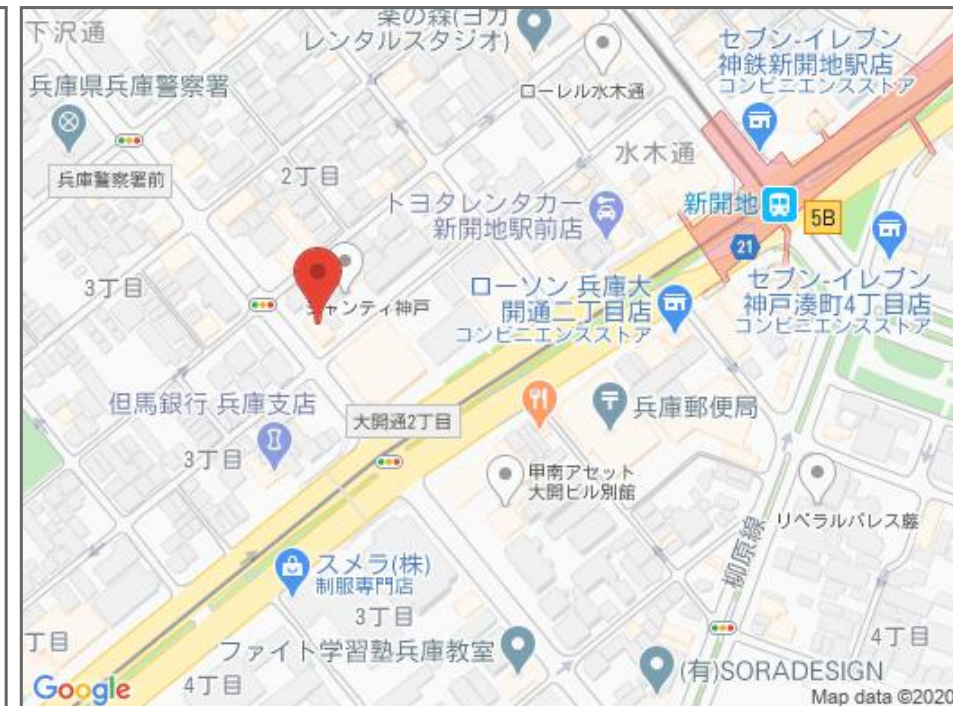 下沢通
楽の森(ヨガ
レンタルスタジオ)
セブン-イレブン
神鉄新開地駅店
コンビニエンスストア
兵庫県兵庫警察署
ローレル水木通
兵庫警察署前
2丁目
水木通
トヨタレンタカー
新開地駅前店
新開地
5B
21
3丁目
シャンティ神戸
ローソン 兵庫大
開通二丁目店
コンビニエンスストア
セブン-イレブン
神戸湊町4丁目店
コンビニエンスストア
但馬銀行 兵庫支店
大開通2丁目
兵庫郵便局
3丁目
甲南アセット
大開ビル別館
リベラルパレス藤
柳原線
スメラ(株)
制服専門店
3丁目
丁目
ファイト学習塾兵庫教室
4丁目
4丁目
(有)SORADESIGN
Google
Map data ©2020